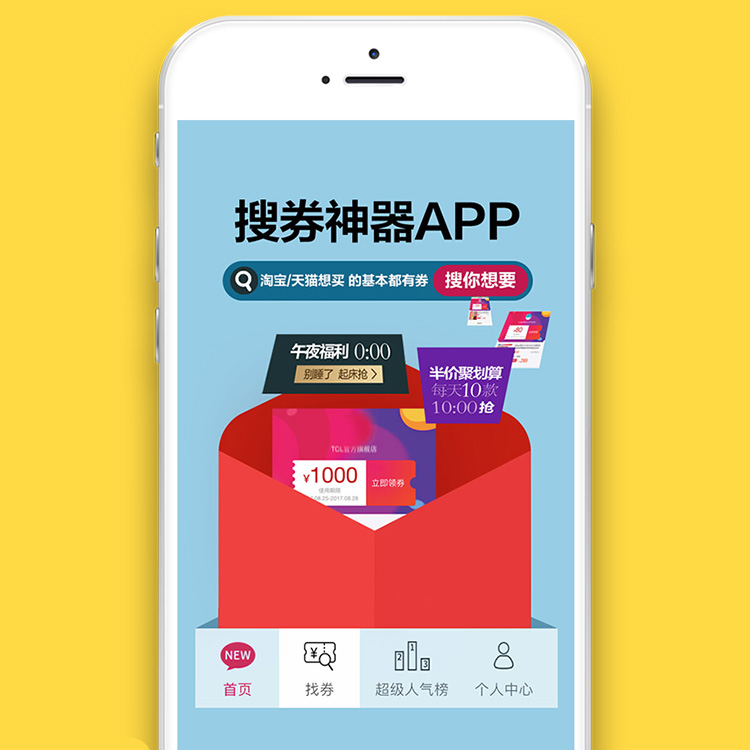 搜券神器APP
淘宝/天猫想买 的基本都有券 搜你想要
午夜福利 0:00
别睡了 起床抢
半价聚划算
每天10款
10:00 抢
TCL官方旗舰店
¥1000
使用期限
立即领券
.08.25-2017.08.28
NEW
首页
找券
2 1 3
超级人气榜
个人中心